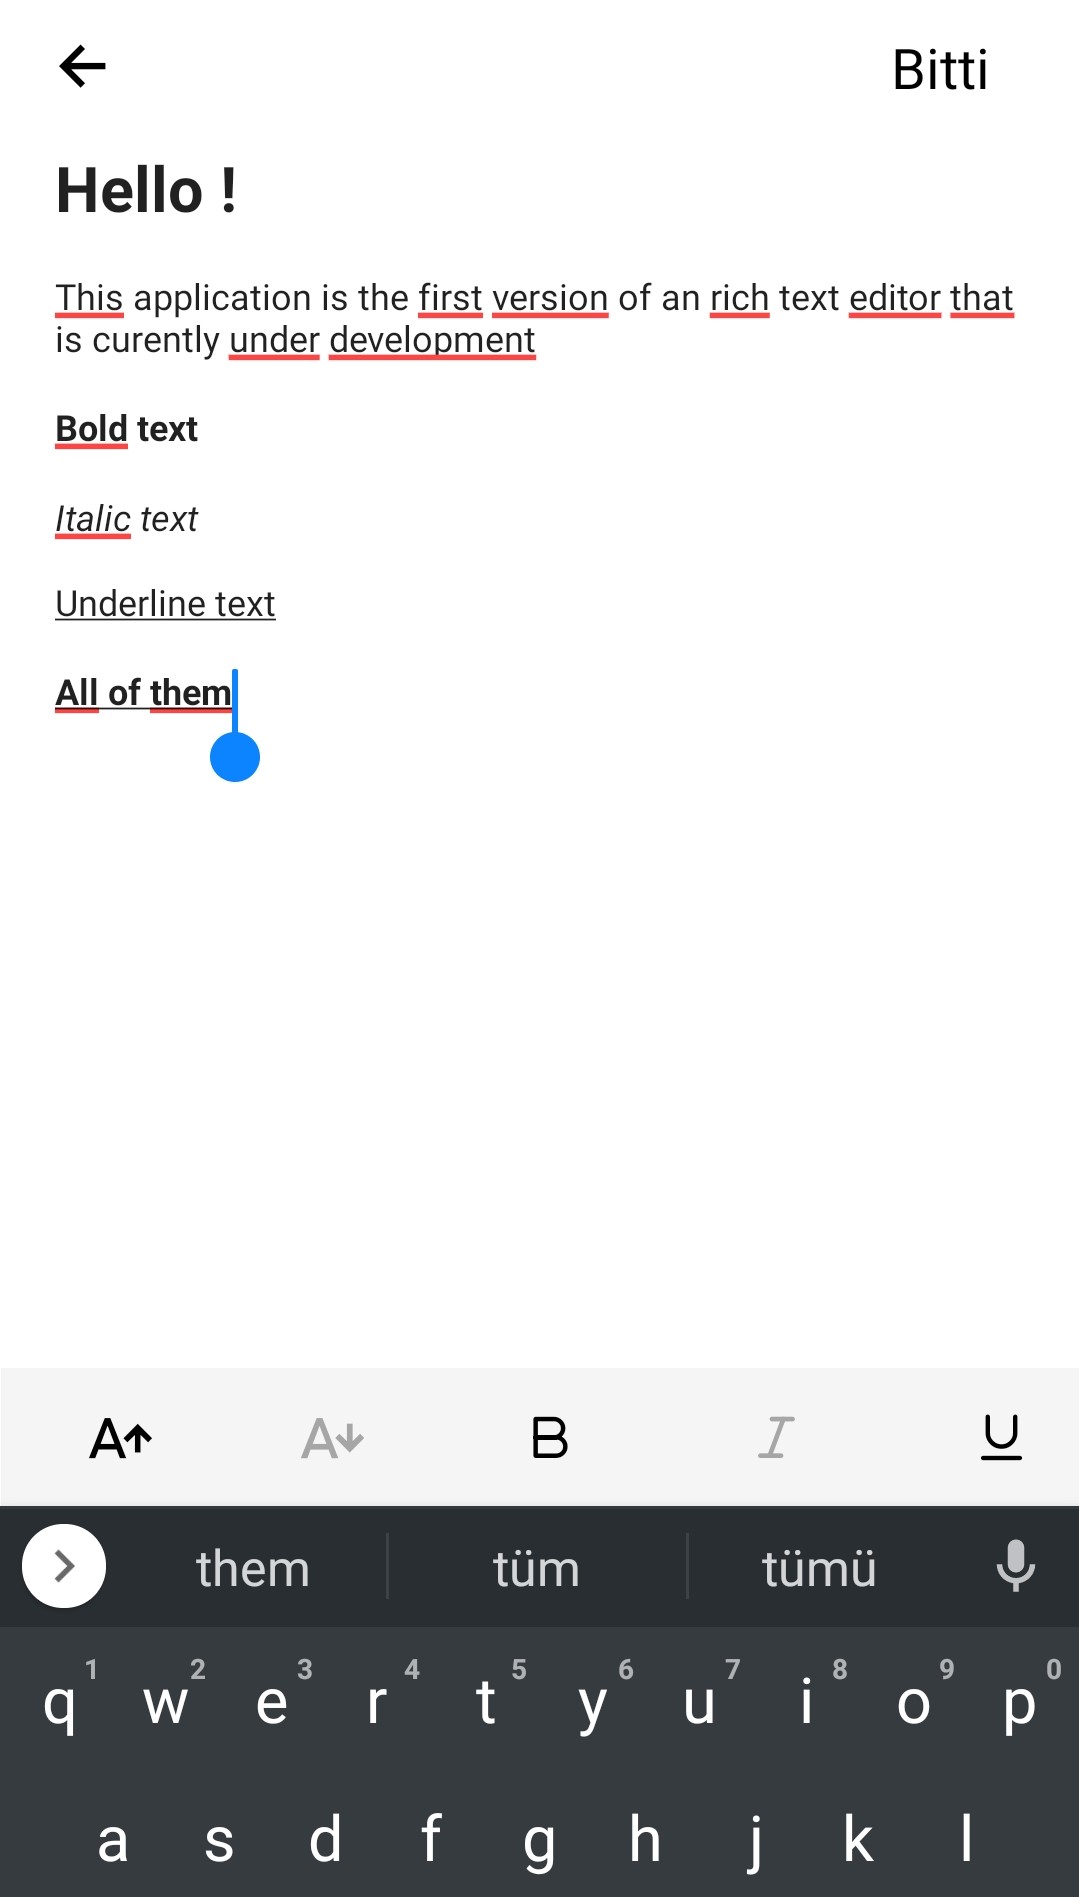 Bitti
Hello !
This application is the first version of an rich text editor that
is curently under development
Bold text
Italic text
Underline text
All of them
A A B I U
them tüm tümü
1 2 3 4 5 6 7 8 9 0
q w e r t y u i o p
a s d f g h j k l